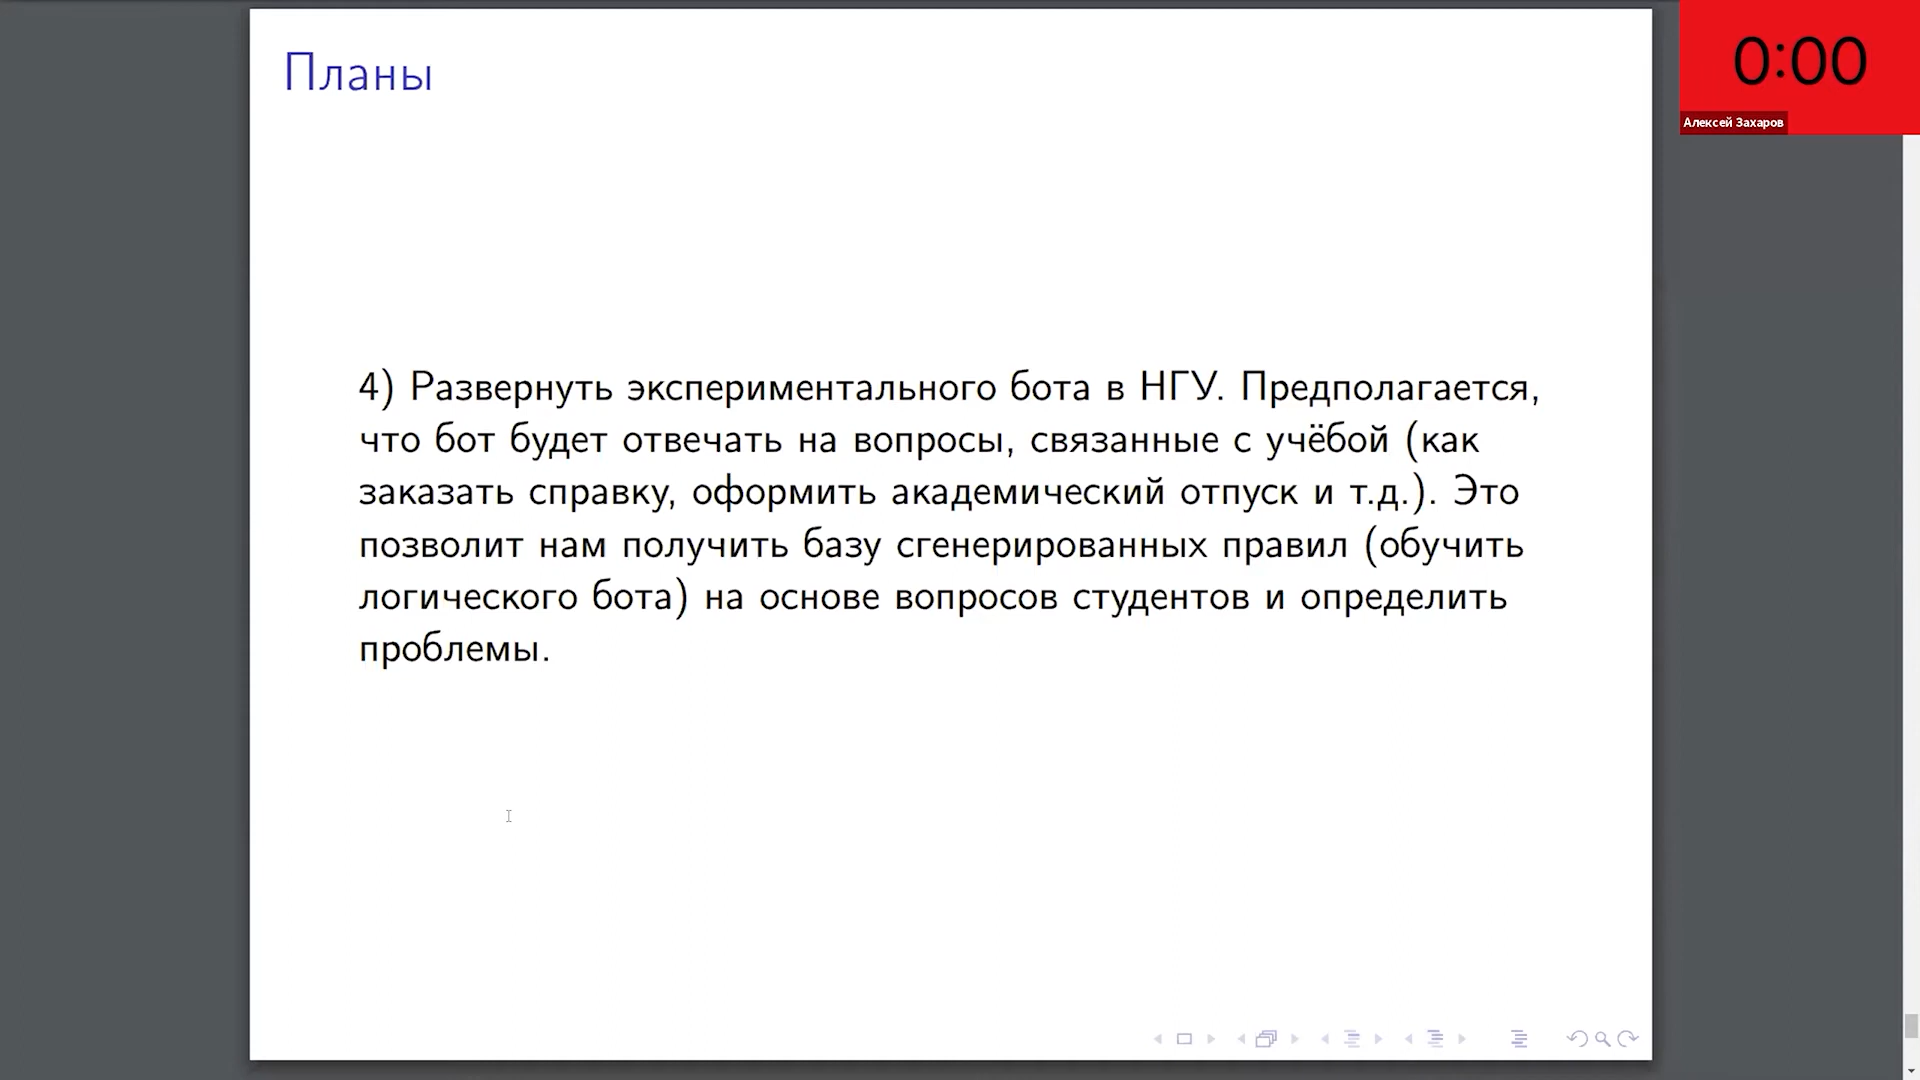 Планы
0:00
Алексей Захаров
4) Развернуть экспериментального бота в НГУ. Предполагается,
что бот будет отвечать на вопросы, связанные с учёбой (как
заказать справку, оформить академический отпуск и т.д.). Это
позволит нам получить базу сгенерированных правил (обучить
логического бота) на основе вопросов студентов и определить
проблемы.